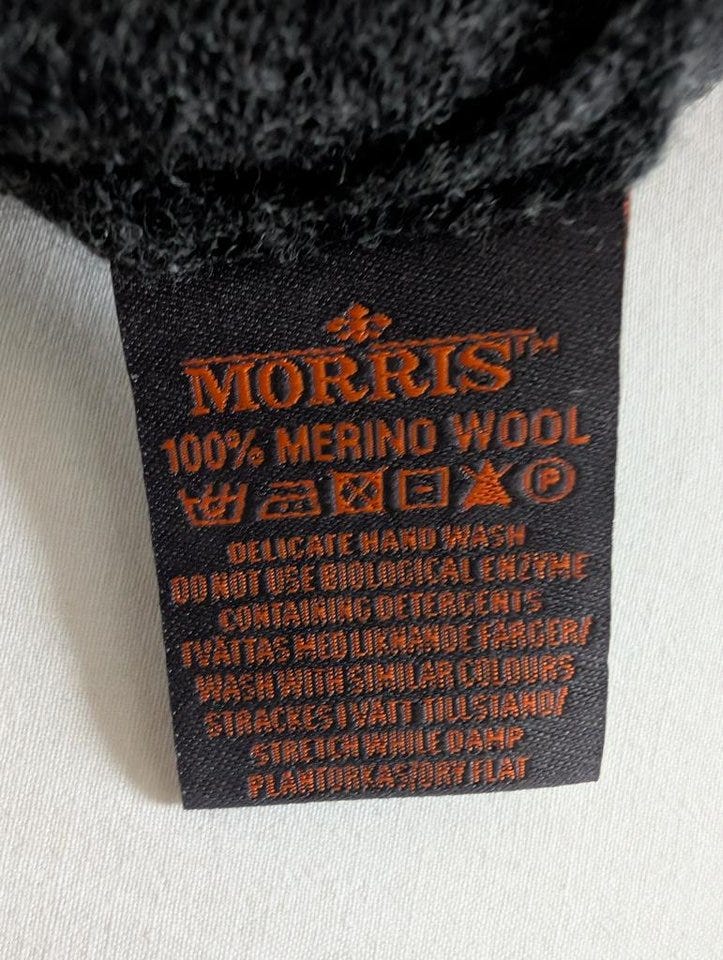 MORRIS™
100% MERINO WOOL
P
DELICATE HAND WASH
DO NOT USE BIOLOGICAL ENZYME
CONTAINING DETERGENTS
TVÄTTAS MED LIKNANDE FÄRGER/
WASH WITH SIMILAR COLOURS
STRÄCKES I VÅTT TILLSTÅND/
STRETCH WHILE DAMP
PLANTORKAS/DRY FLAT